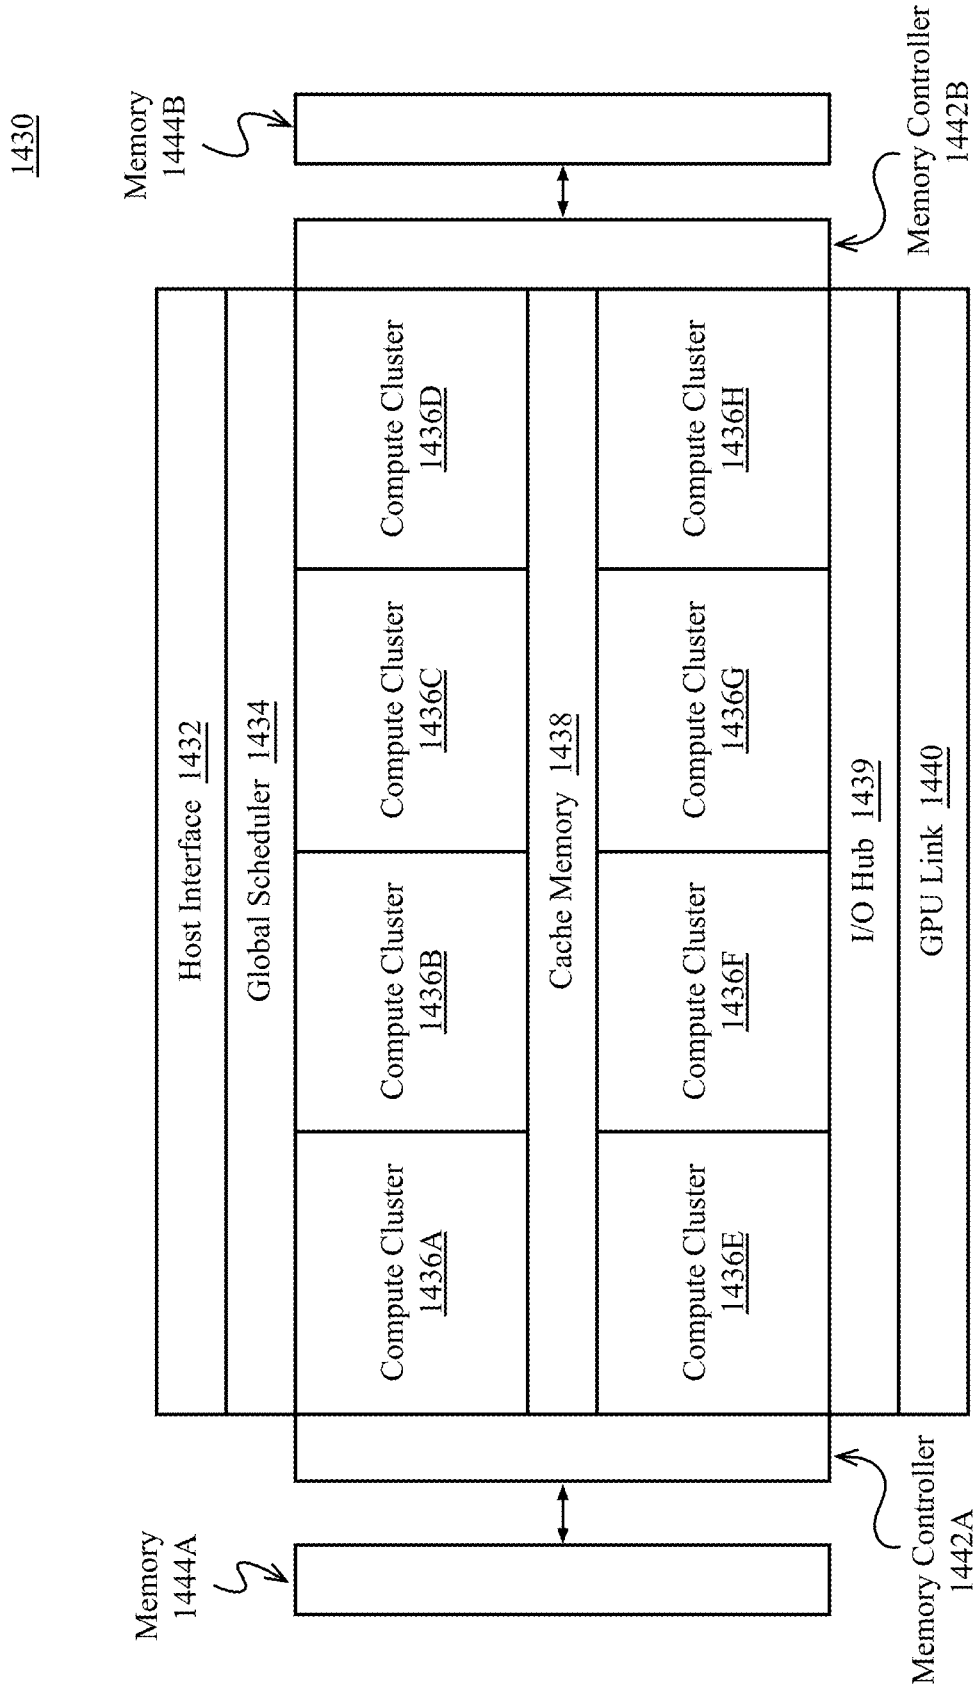 1430
Memory
1444B
Memory Controller
1442B
Host Interface 1432
Global Scheduler 1434
Compute Cluster
1436A
Compute Cluster
1436B
Compute Cluster
1436C
Compute Cluster
1436D
Cache Memory 1438
Compute Cluster
1436E
Compute Cluster
1436F
Compute Cluster
1436G
Compute Cluster
1436H
I/O Hub 1439
GPU Link 1440
Memory
1444A
Memory Controller
1442A